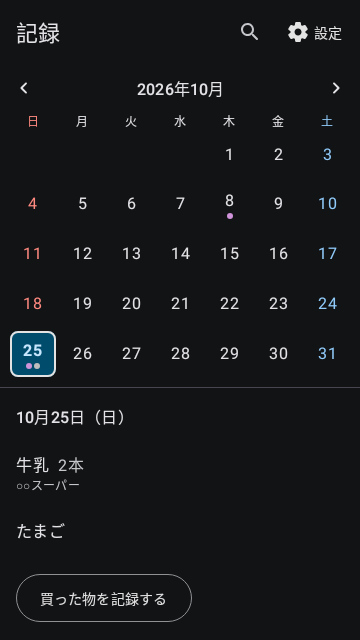 記録
設定
2026年10月
日 月 火 水 木 金 土
1 2 3
4 5 6 7 8 9 10
11 12 13 14 15 16 17
18 19 20 21 22 23 24
25 26 27 28 29 30 31
10月25日（日）
牛乳 2本
○○スーパー
たまご
買った物を記録する